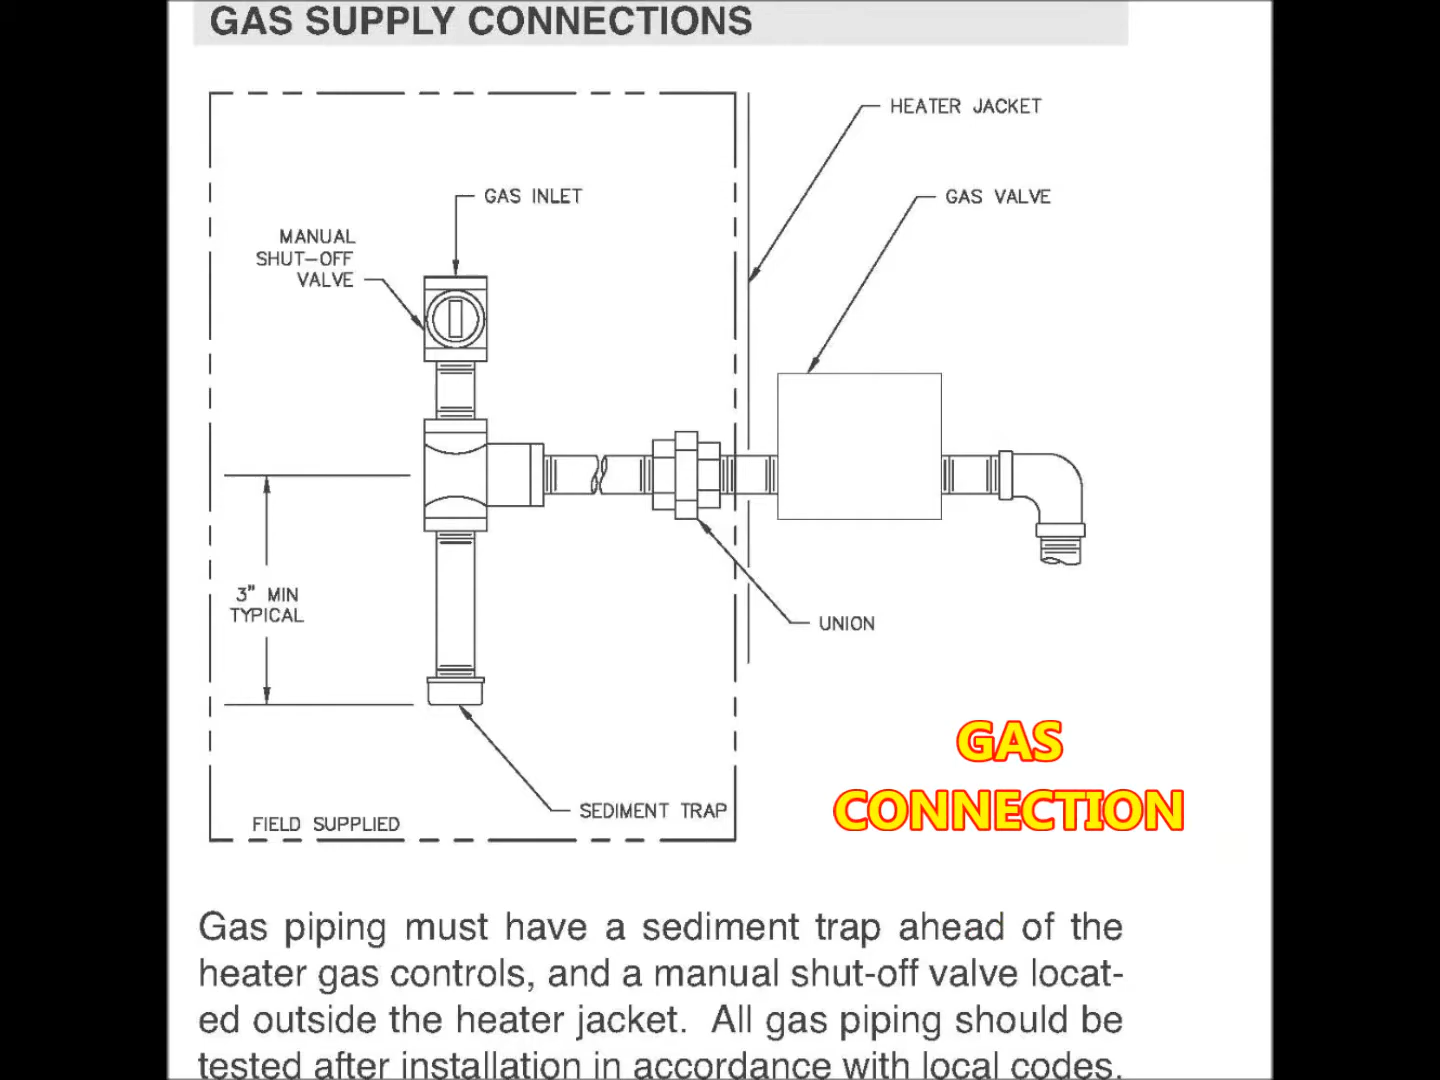 GAS SUPPLY CONNECTIONS
HEATER JACKET
GAS INLET
GAS VALVE
MANUAL
SHUT-OFF
VALVE
3" MIN
TYPICAL
UNION
GAS
CONNECTION
SEDIMENT TRAP
FIELD SUPPLIED
Gas piping must have a sediment trap ahead of the
heater gas controls, and a manual shut-off valve locat-
ed outside the heater jacket. All gas piping should be
tested after installation in accordance with local codes.